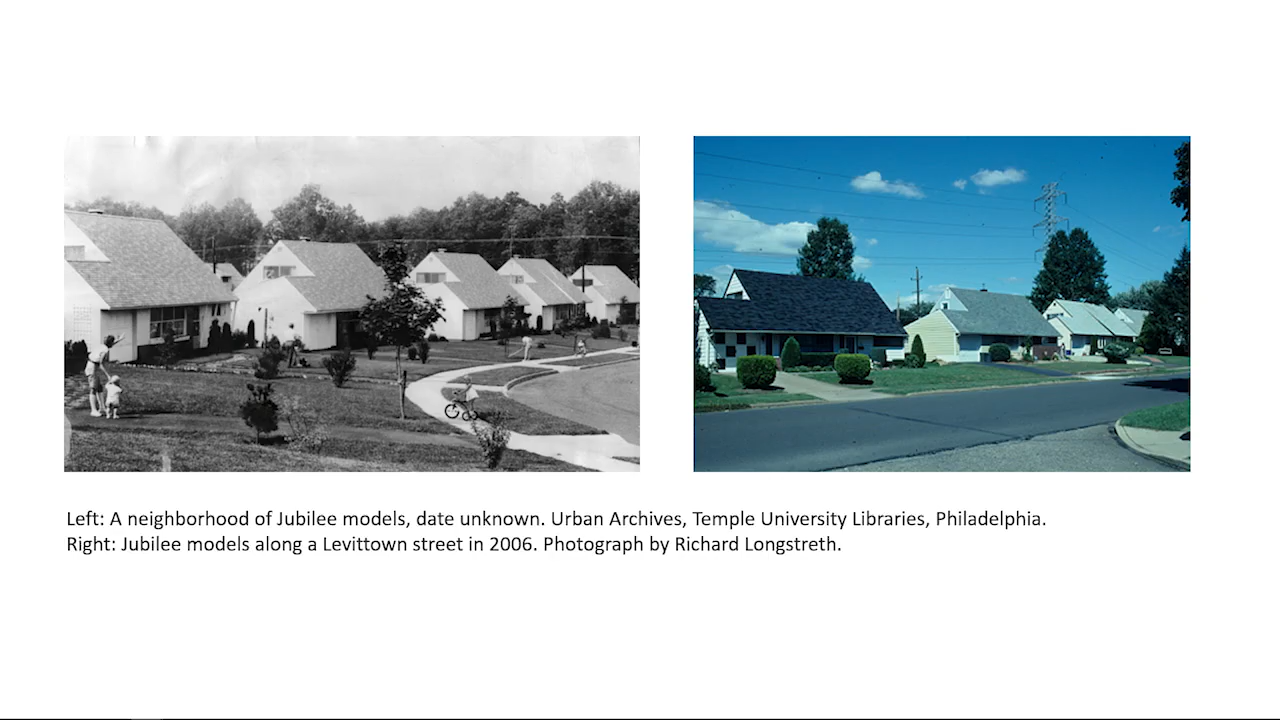 Left: A neighborhood of Jubilee models, date unknown. Urban Archives, Temple University Libraries, Philadelphia.
Right: Jubilee models along a Levittown street in 2006. Photograph by Richard Longstreth.